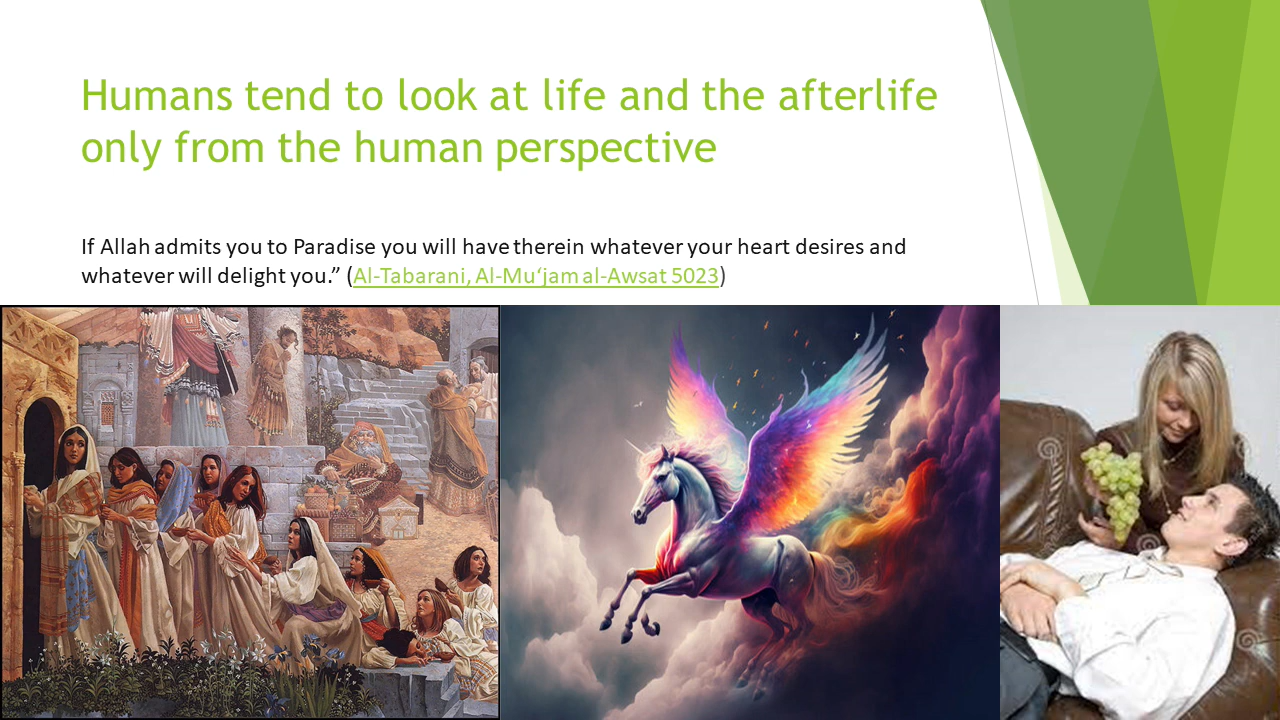 Humans tend to look at life and the afterlife
only from the human perspective
If Allah admits you to Paradise you will have therein whatever your heart desires and
whatever will delight you.” (Al-Tabarani, Al-Mu‘jam al-Awsat 5023)